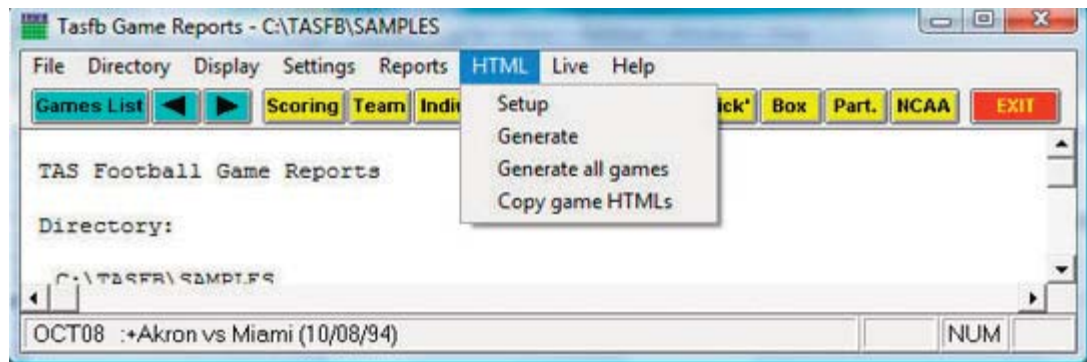 Tasfb Game Reports - C:\TASFB\SAMPLES
File Directory Display Settings Reports HTML Live Help
Games List Scoring Team Box Part. NCAA EXIT
Setup
Generate
Generate all games
Copy game HTMLs
TAS Football Game Reports
Directory:
C:\TASFB\SAMPLES
OCT08 :+Akron vs Miami (10/08/94) NUM